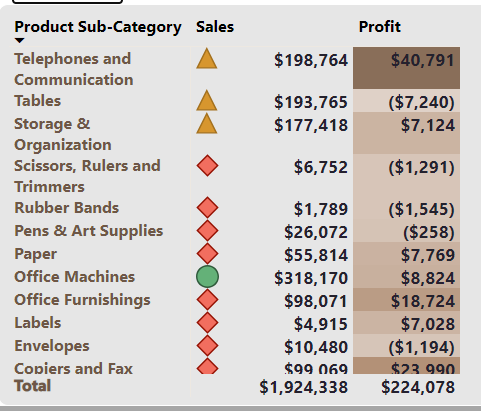 Product Sub-Category Sales Profit
Telephones and $198,764 $40,791
Communication
Tables $193,765 ($7,240)
Storage & $177,418 $7,124
Organization
Scissors, Rulers and $6,752 ($1,291)
Trimmers
Rubber Bands $1,789 ($1,545)
Pens & Art Supplies $26,072 ($258)
Paper $55,814 $7,769
Office Machines $318,170 $8,824
Office Furnishings $98,071 $18,724
Labels $4,915 $7,028
Envelopes $10,480 ($1,194)
Copiers and Fax $99,069 $23,990
Total $1,924,338 $224,078